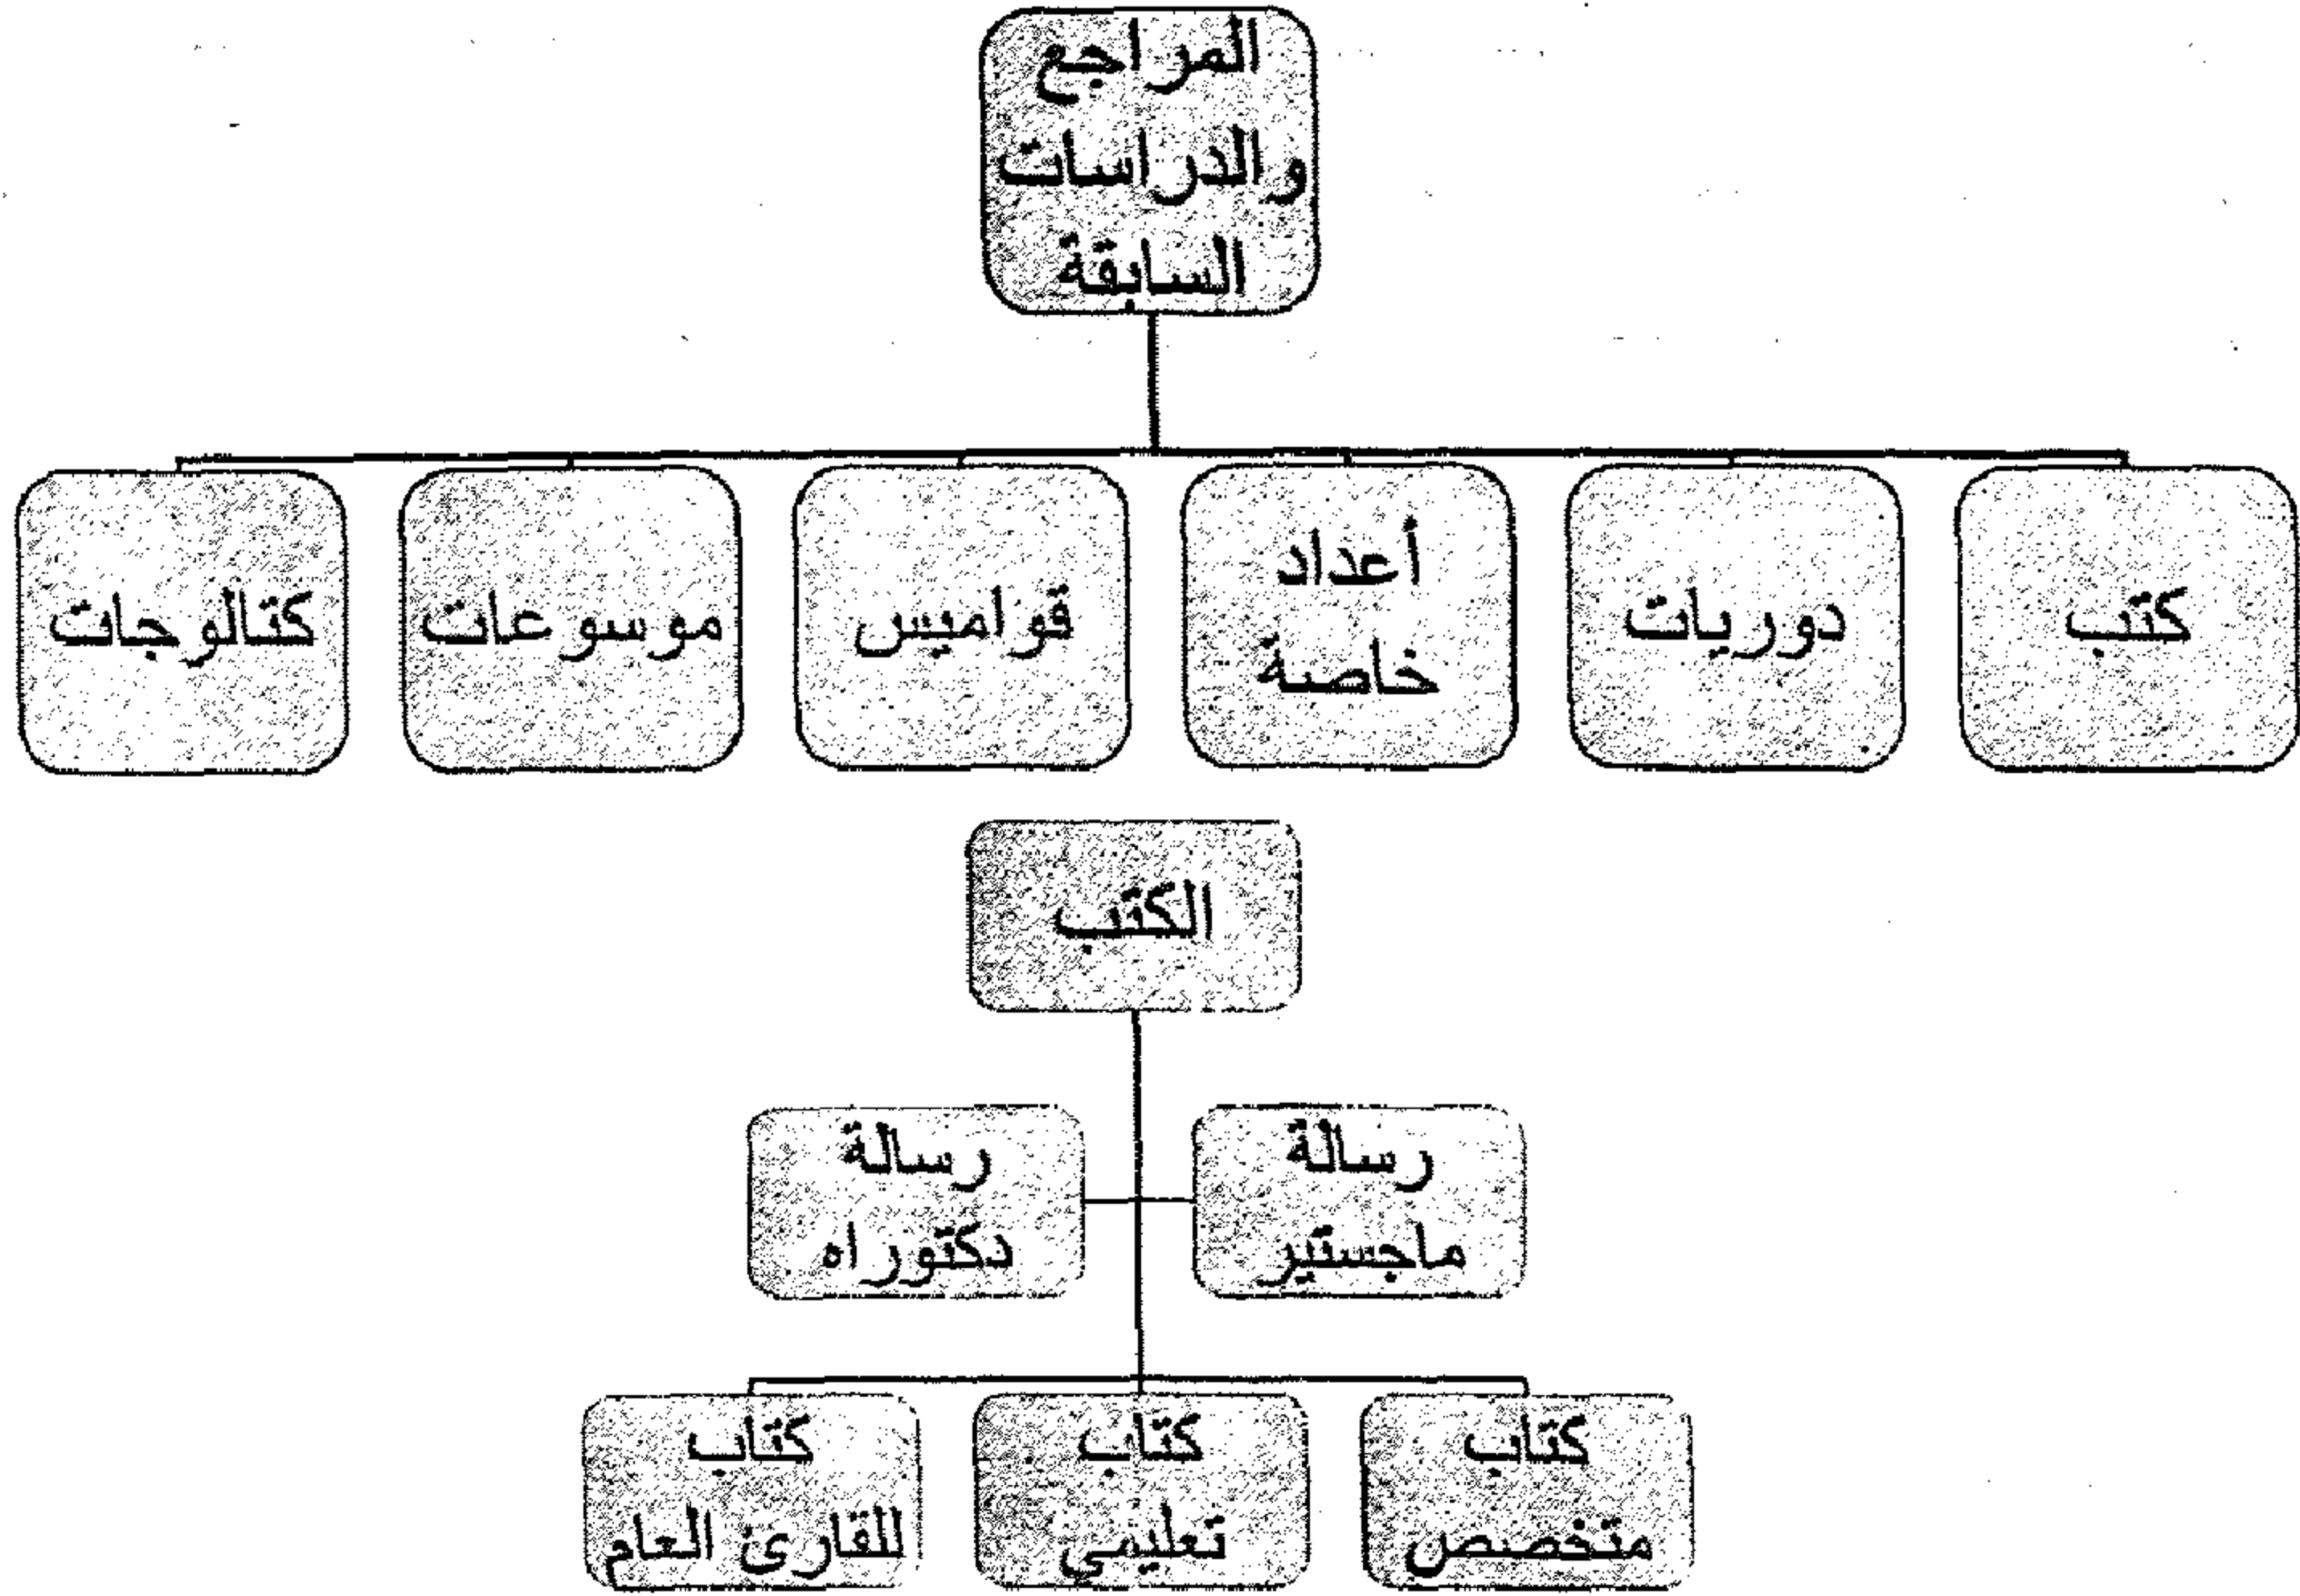 المراجع
والدراسات
السابقة
كتب
دوريات
أعداد
خاصة
قواميس
موسوعات
كتالوجات
الكتب
رسالة
ماجستير
رسالة
دكتوراه
كتاب
متخصص
كتاب
تعليمي
كتاب
للقارئ العام